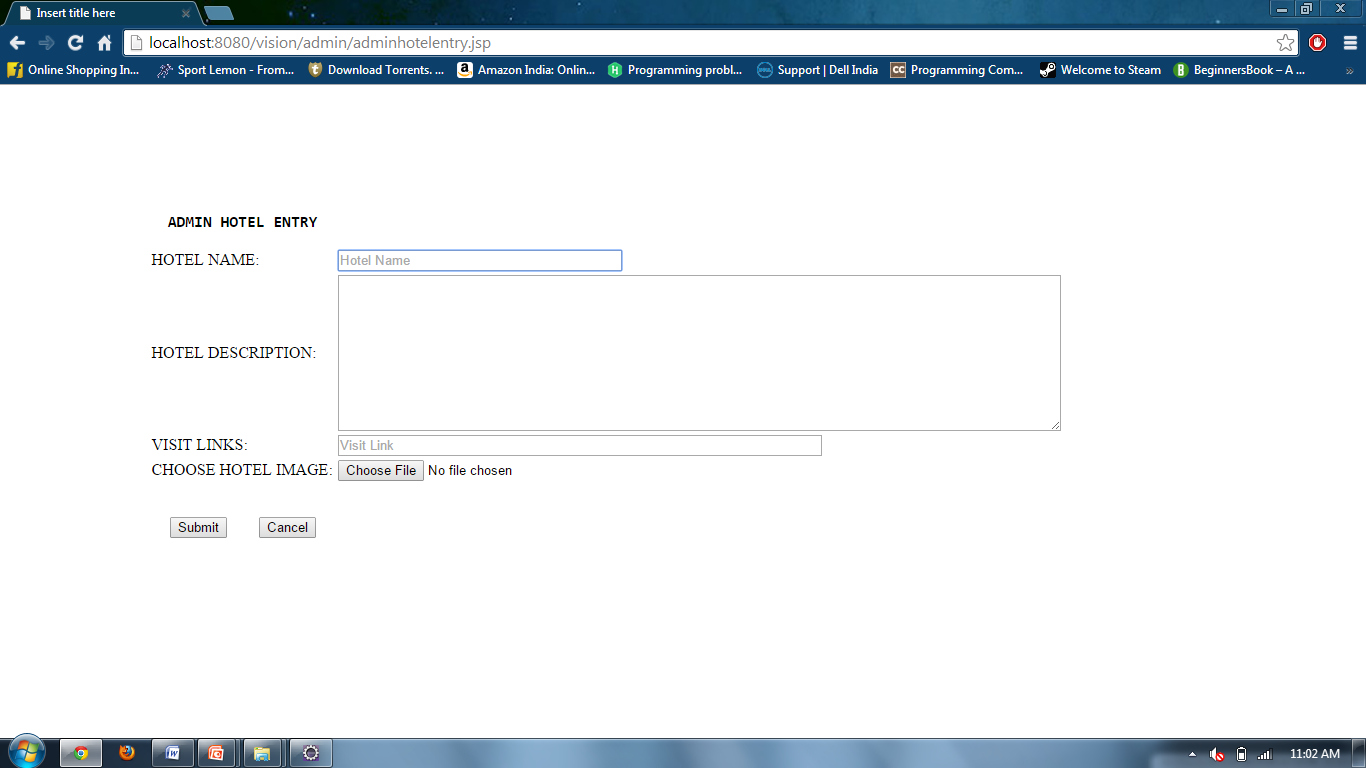 Insert title here
localhost:8080/vision/admin/adminhotelentry.jsp
Online Shopping In... Sport Lemon - From... Download Torrents. ... Amazon India: Onlin... Programming probl... Support | Dell India Programming Com... Welcome to Steam BeginnersBook – A ... »
ADMIN HOTEL ENTRY
HOTEL NAME: Hotel Name
HOTEL DESCRIPTION:
VISIT LINKS: Visit Link
CHOOSE HOTEL IMAGE: Choose File No file chosen
Submit Cancel
11:02 AM